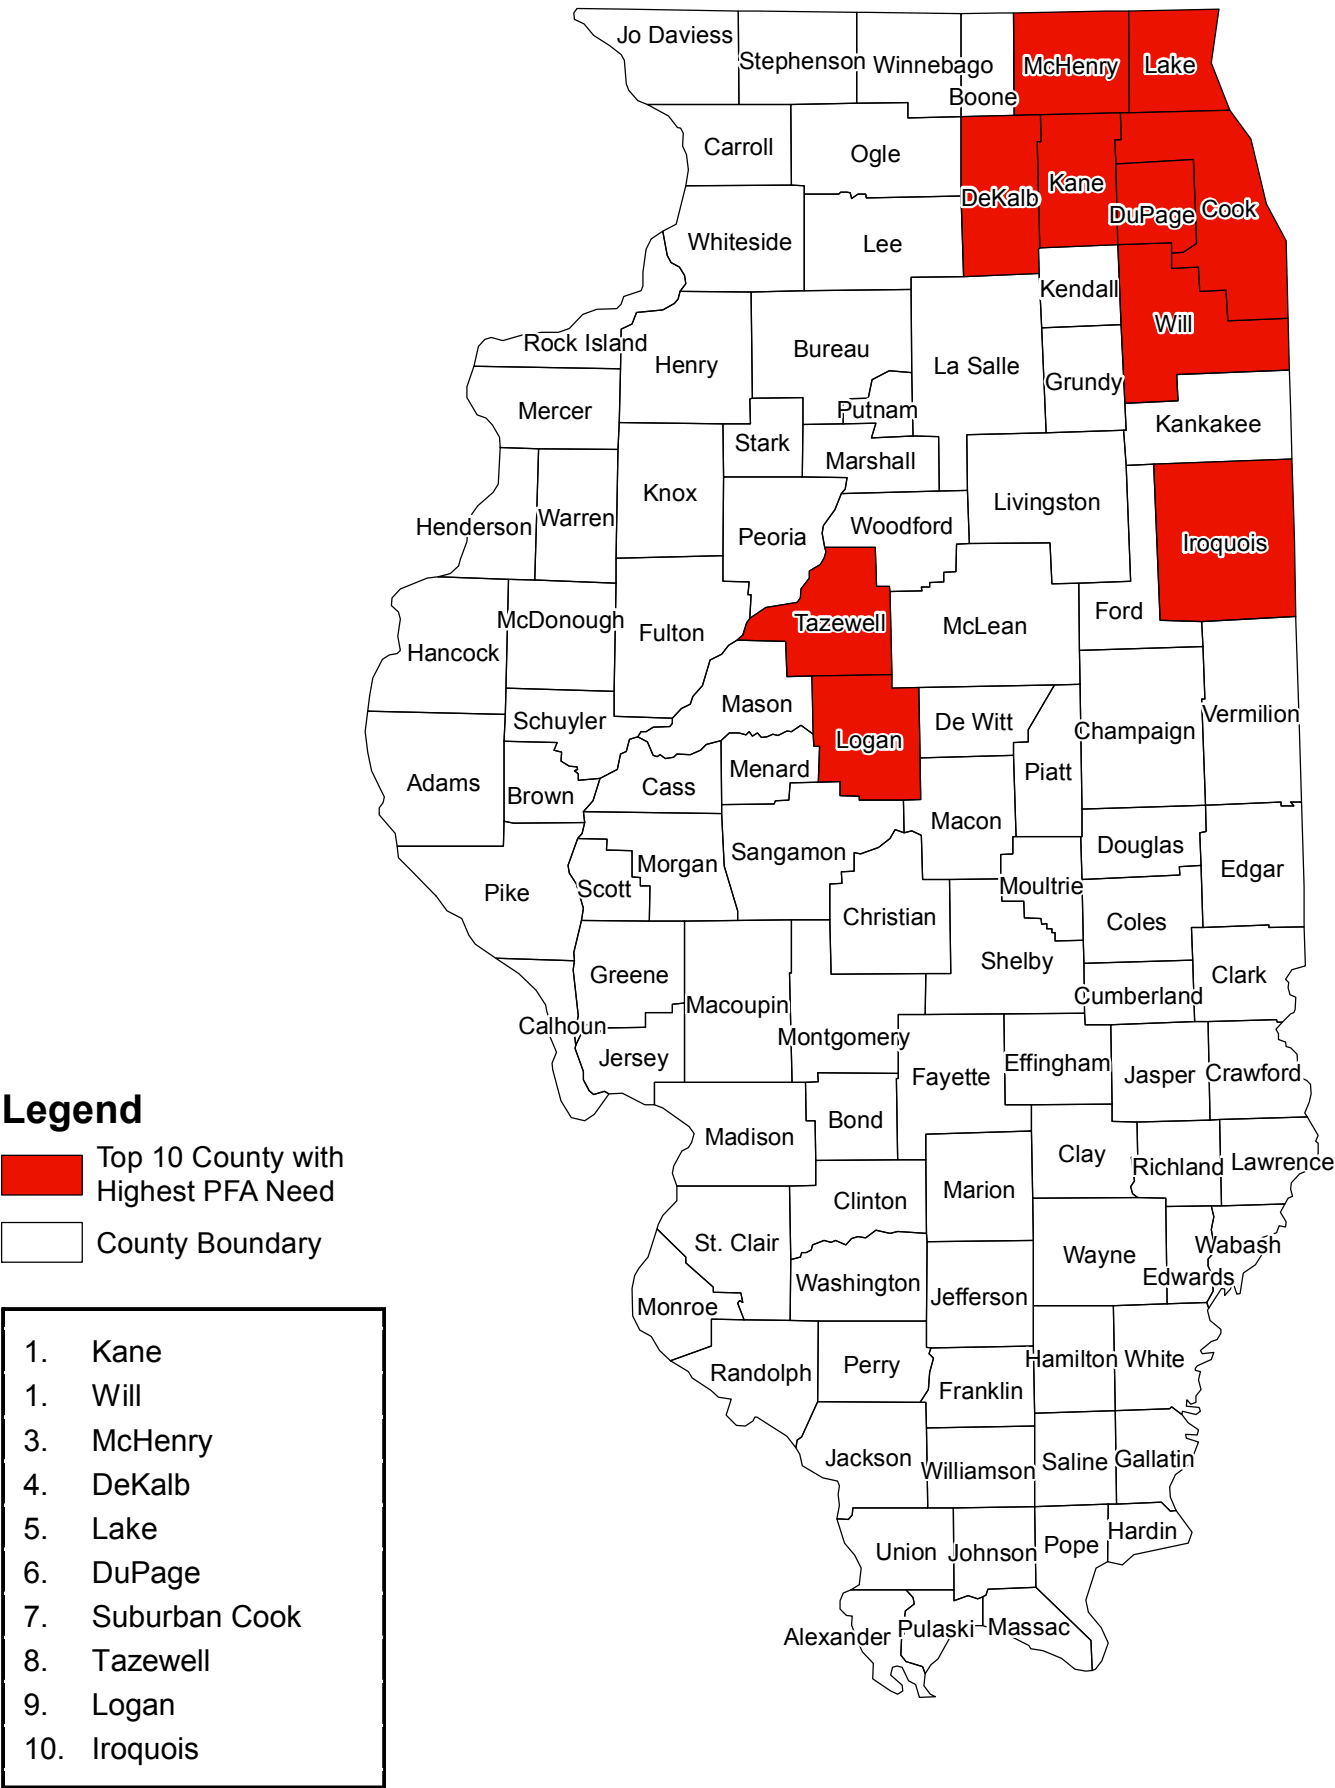 Jo Daviess
Stephenson
Winnebago
Boone
McHenry
Lake
Carroll
Ogle
DeKalb
Kane
DuPage
Cook
Whiteside
Lee
Kendall
Will
Rock Island
Henry
Bureau
La Salle
Grundy
Mercer
Putnam
Kankakee
Stark
Marshall
Knox
Livingston
Henderson
Warren
Peoria
Woodford
Iroquois
McDonough
Fulton
Tazewell
McLean
Ford
Hancock
Mason
Schuyler
Logan
De Witt
Champaign
Vermilion
Adams
Brown
Cass
Menard
Piatt
Macon
Douglas
Edgar
Pike
Scott
Morgan
Sangamon
Moultrie
Christian
Coles
Greene
Shelby
Clark
Macoupin
Cumberland
Calhoun
Montgomery
Jersey
Fayette
Effingham
Jasper
Crawford
Madison
Bond
Clay
Richland
Lawrence
Clinton
Marion
St. Clair
Wayne
Wabash
Washington
Edwards
Monroe
Jefferson
Randolph
Perry
Hamilton
White
Franklin
Jackson
Williamson
Saline
Gallatin
Union
Johnson
Pope
Hardin
Alexander
Pulaski
Massac
Legend
Top 10 County with
Highest PFA Need
County Boundary
1. Kane
1. Will
3. McHenry
4. DeKalb
5. Lake
6. DuPage
7. Suburban Cook
8. Tazewell
9. Logan
10. Iroquois